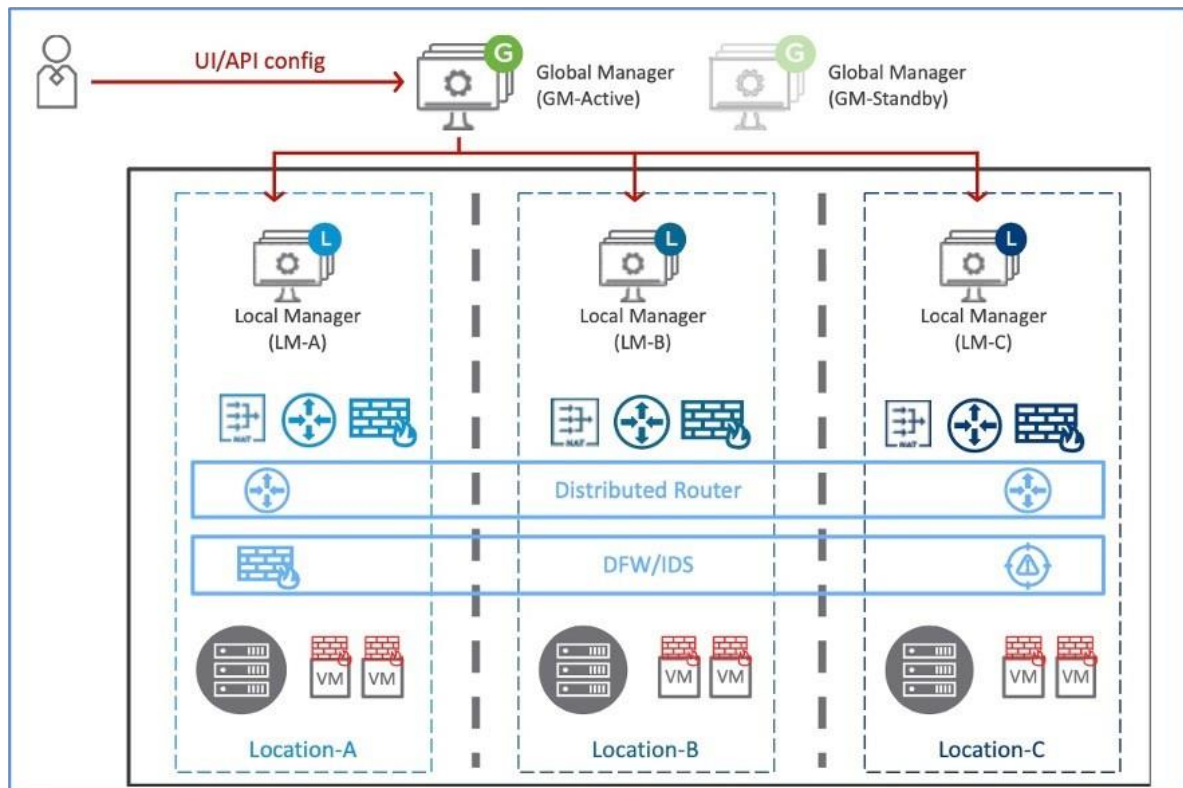 UI/API config
G
Global Manager
(GM-Active)
G
Global Manager
(GM-Standby)
L
Local Manager
(LM-A)
L
Local Manager
(LM-B)
L
Local Manager
(LM-C)
NAT
NAT
NAT
Distributed Router
DFW/IDS
VM
VM
VM
VM
VM
VM
Location-A
Location-B
Location-C